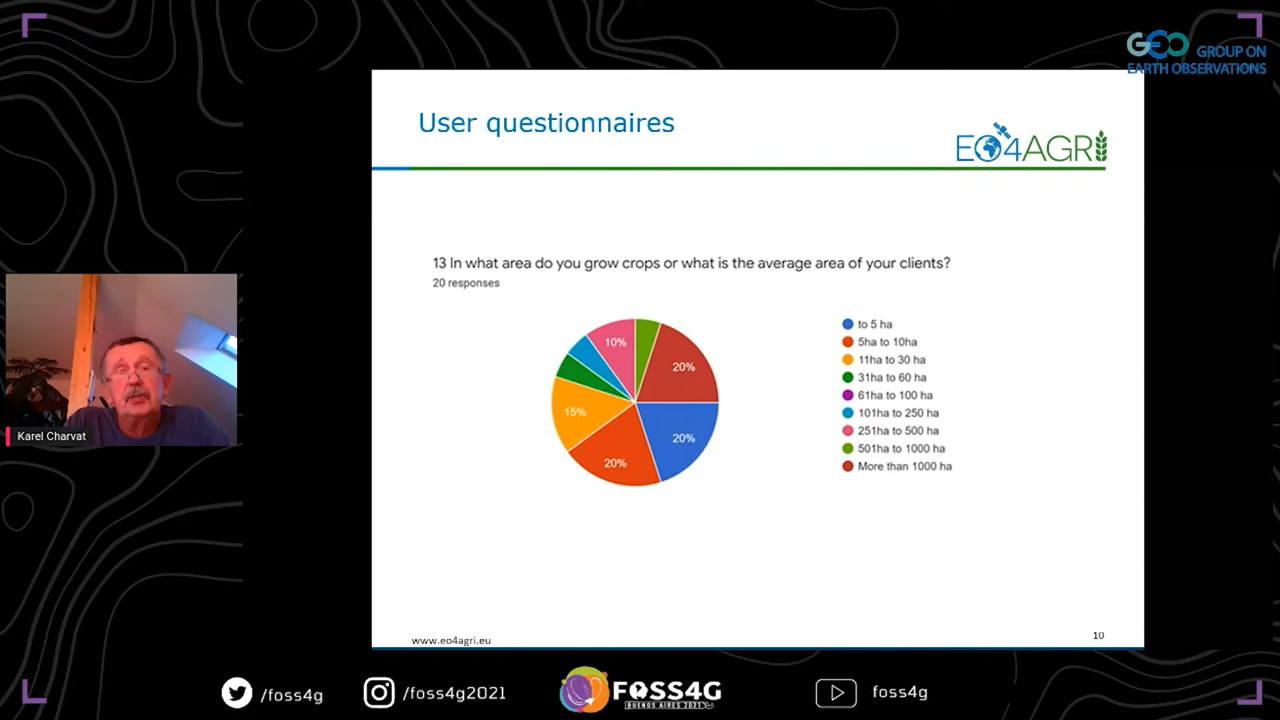 GEO GROUP ON
EARTH OBSERVATIONS
User questionnaires
EO4AGRI
13 In what area do you grow crops or what is the average area of your clients?
20 responses
10%
20%
15%
20%
20%
to 5 ha
5ha to 10ha
11ha to 30 ha
31ha to 60 ha
61ha to 100 ha
101ha to 250 ha
251ha to 500 ha
501ha to 1000 ha
More than 1000 ha
Karel Charvat
www.eo4agri.eu
10
/foss4g
/foss4g2021
FOSS4G
BUENOS AIRES 2021
foss4g